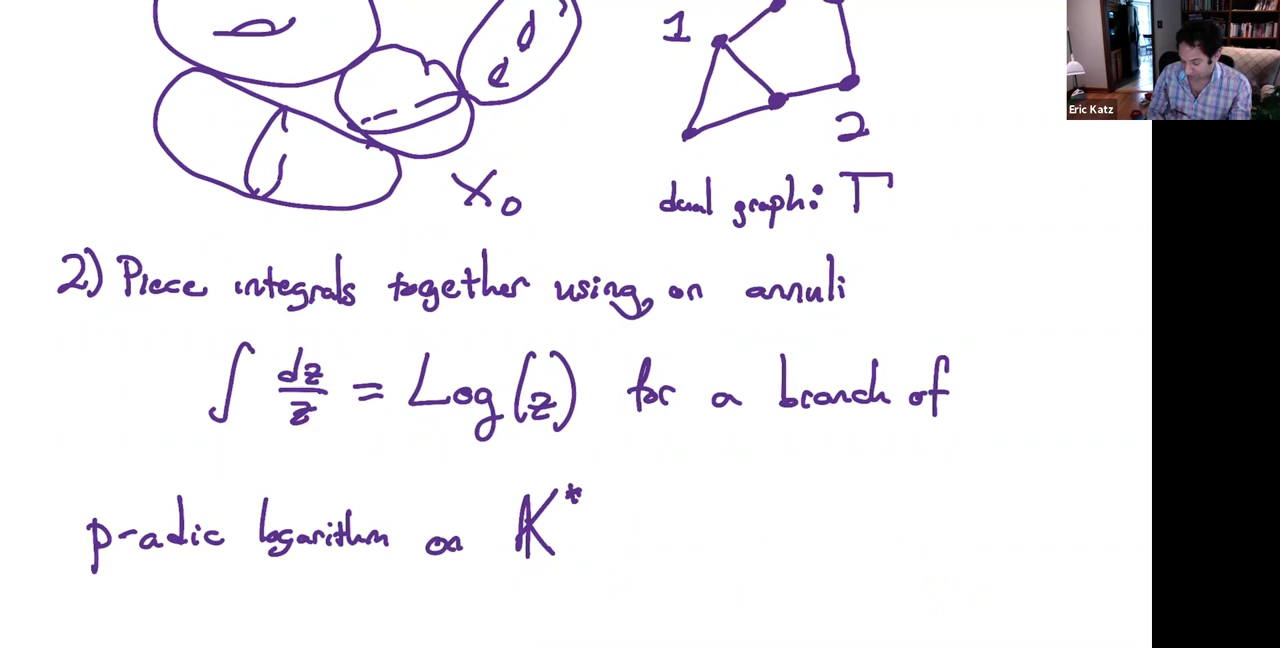 1
2
X₀
dual graph: Γ
2) Piece integrals together using, on annuli
∫ dz/z = Log(z) for a branch of
p-adic logarithm on K*
Eric Katz